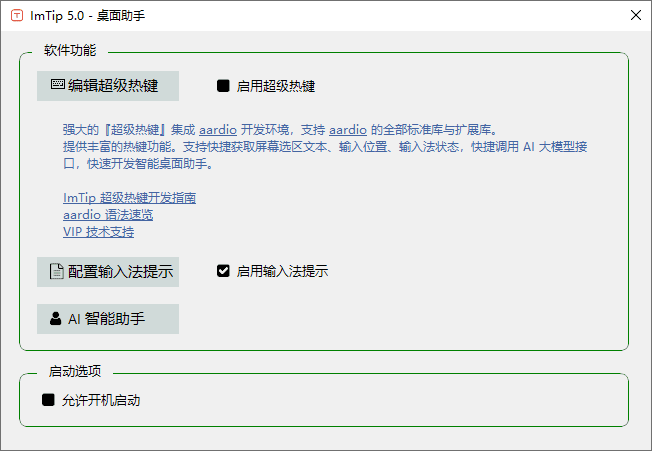 ImTip 5.0 - 桌面助手
软件功能
编辑超级热键
启用超级热键
强大的『超级热键』集成 aardio 开发环境，支持 aardio 的全部标准库与扩展库。
提供丰富的热键功能。支持快捷获取屏幕选区文本、输入位置、输入法状态，快捷调用 AI 大模型接
口，快速开发智能桌面助手。
ImTip 超级热键开发指南
aardio 语法速览
VIP 技术支持
配置输入法提示
启用输入法提示
AI 智能助手
启动选项
允许开机启动